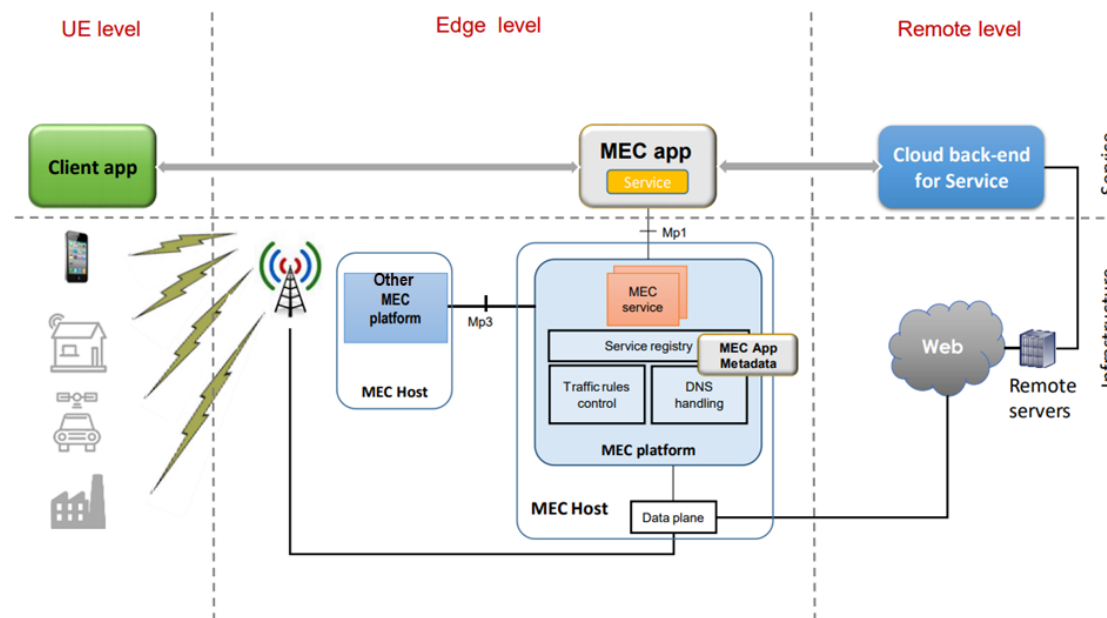 UE level
Edge level
Remote level
Client app
MEC app
Service
Cloud back-end
for Service
Service
Mp1
Other
MEC
platform
Mp3
MEC Host
MEC
service
Service registry
MEC App
Metadata
Traffic rules
control
DNS
handling
MEC platform
MEC Host
Data plane
Web
Remote
servers
Infrastructure